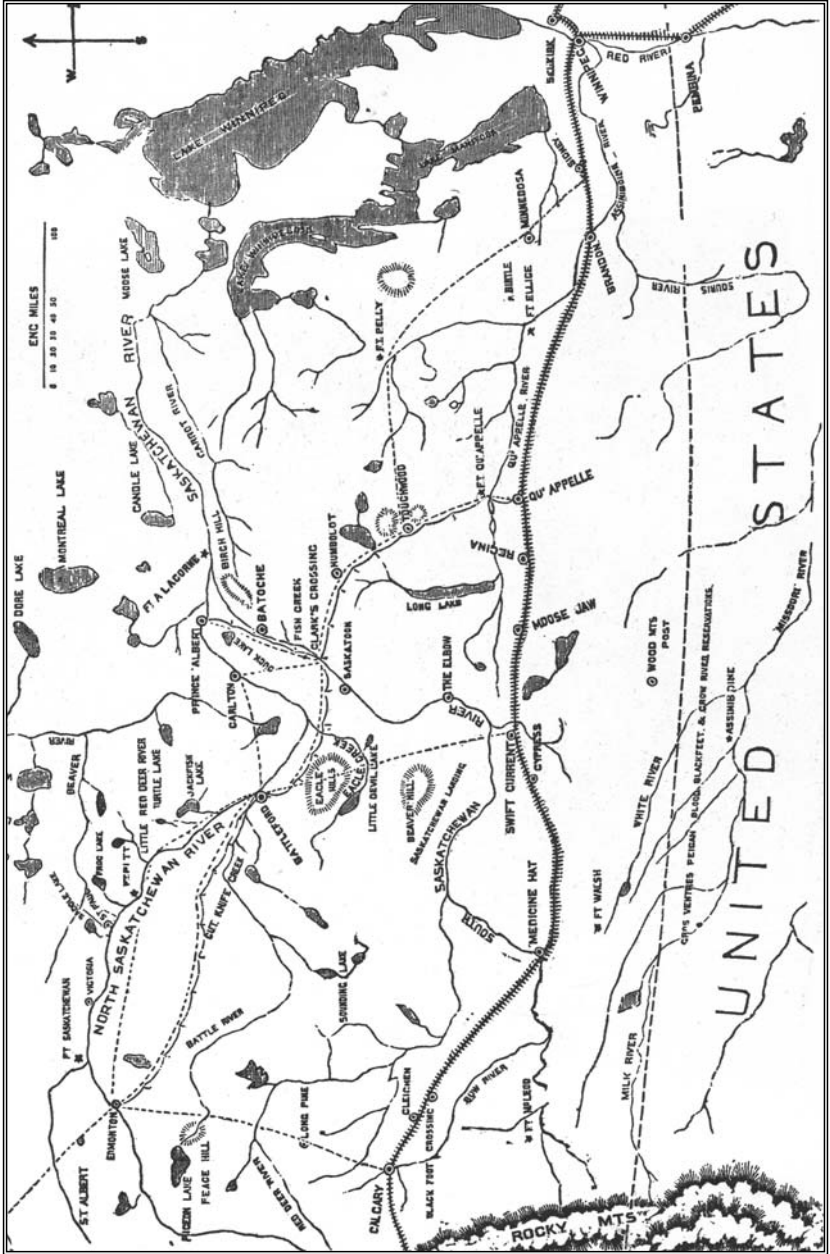 W
S
ENG MILES
0 10 20 30 40 50 100
DORE LAKE
MONTREAL LAKE
CANDLE LAKE
MOOSE LAKE
SASKATCHEWAN RIVER
CARROT RIVER
LAKE WINNIPEG
LAKE WINNIPEGOSIS
LAKE MANITOBA
FT A LACORNE
BIRCH HILL
BEAVER RIVER
PRINCE ALBERT
CARLTON
DUCK LAKE
BATOCHE
FISH CREEK
CLARK'S CROSSING
HUMBOLDT
SASKATOON
SADDLE LAKE
ST PAUL
FROG LAKE
FT PITT
LITTLE RED DEER RIVER
TURTLE LAKE
JACKFISH LAKE
FT SASKATCHEWAN
VICTORIA
NORTH SASKATCHEWAN RIVER
BATTLEFORD
CUT KNIFE CREEK
EAGLE HILLS
EAGLE CREEK
LITTLE DEVIL LAKE
ST ALBERT
EDMONTON
PIGEON LAKE
PEACE HILL
BATTLE RIVER
SOUNDING LAKE
BEAVER HILL
SASKATCHEWAN LANDING
THE ELBOW
RIVER
SASKATCHEWAN
SOUTH
LONG LAKE
TOUCHWOOD
FT. PELLY
FT QU'APPELLE
QU'APPELLE RIVER
FT ELLICE
BIRTLE
MINNEDOSA
SIDNEY
SELKIRK
WINNIPEG
RED RIVER
PEMBINA
ASSINIBOINE RIVER
BRANDON
SOURIS RIVER
QU'APPELLE
REGINA
MOOSE JAW
SWIFT CURRENT
CYPRESS
MEDICINE HAT
RED DEER RIVER
LONG PINE
CALGARY
GLEICHEN
BLACK FOOT CROSSING
BOW RIVER
FT McLEOD
FT WALSH
WOOD MTS POST
WHITE RIVER
GROS VENTRES PEIGAN BLOOD, BLACKFEET, & CROW RIVER RESERVATIONS.
ASSINIBOINE
MISSOURI RIVER
MILK RIVER
ROCKY MTS
UNITED STATES